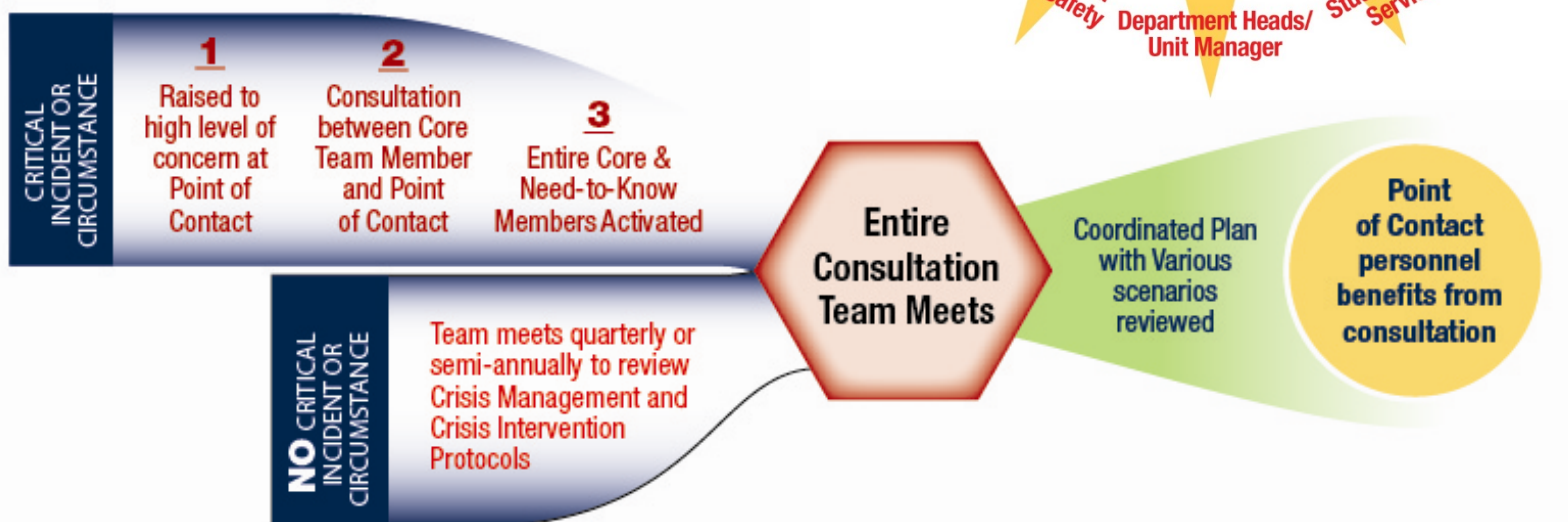 Department Heads/
Unit Manager
CRITICAL
INCIDENT OR
CIRCUMSTANCE
1
Raised to
high level of
concern at
Point of
Contact
2
Consultation
between Core
Team Member
and Point
of Contact
3
Entire Core &
Need-to-Know
Members Activated
NO CRITICAL
INCIDENT OR
CIRCUMSTANCE
Team meets quarterly or
semi-annually to review
Crisis Management and
Crisis Intervention
Protocols
Entire
Consultation
Team Meets
Coordinated Plan
with Various
scenarios
reviewed
Point
of Contact
personnel
benefits from
consultation